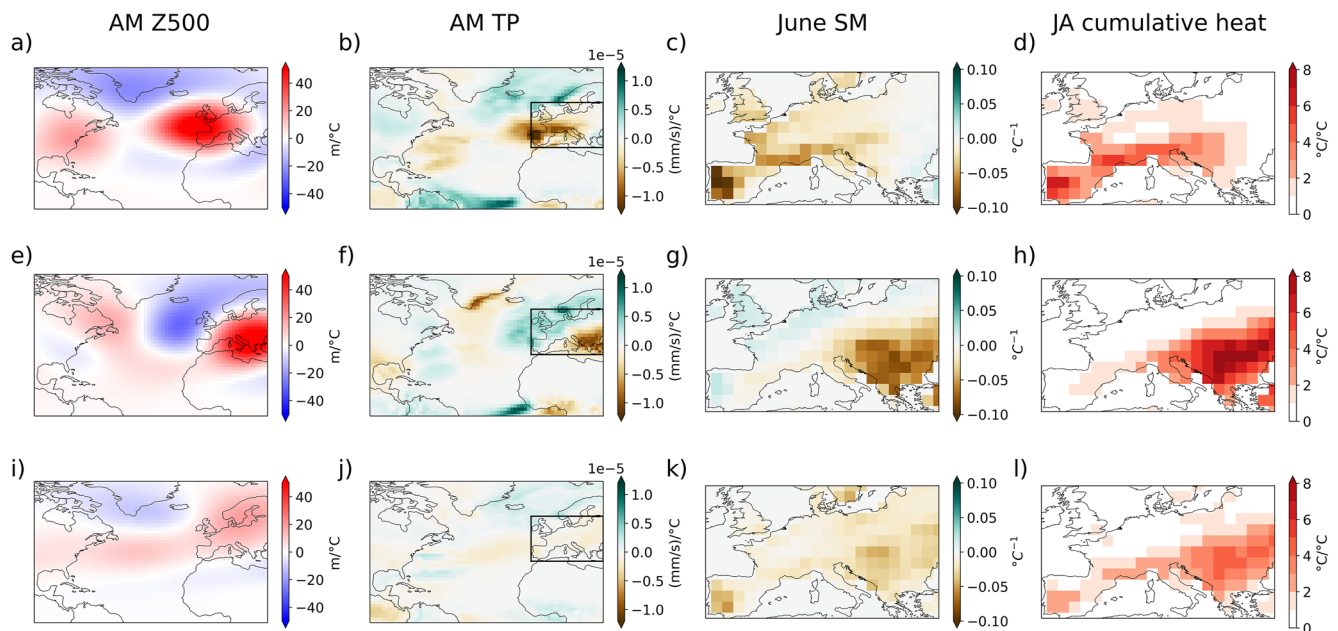 AM Z500 AM TP June SM JA cumulative heat
a) b) c) d)
1e−5
40 20 0 −20 −40 m/°C
1.0 0.5 0.0 −0.5 −1.0 (mm/s)/°C
0.10 0.05 0.00 −0.05 −0.10 °C⁻¹
8 6 4 2 0 °C/°C
e) f) g) h)
1e−5
40 20 0 −20 −40 m/°C
1.0 0.5 0.0 −0.5 −1.0 (mm/s)/°C
0.10 0.05 0.00 −0.05 −0.10 °C⁻¹
8 6 4 2 0 °C/°C
i) j) k) l)
1e−5
40 20 0 −20 −40 m/°C
1.0 0.5 0.0 −0.5 −1.0 (mm/s)/°C
0.10 0.05 0.00 −0.05 −0.10 °C⁻¹
8 6 4 2 0 °C/°C